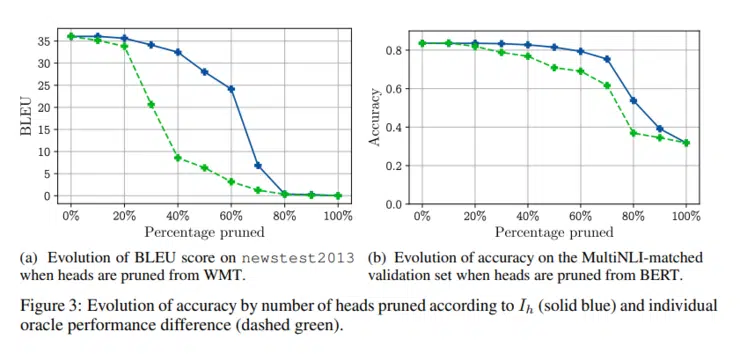 35
30
25
20
15
10
5
0
BLEU
0% 20% 40% 60% 80% 100%
Percentage pruned
(a) Evolution of BLEU score on newstest2013
when heads are pruned from WMT.
0.8
0.6
0.4
0.2
0.0
Accuracy
0% 20% 40% 60% 80% 100%
Percentage pruned
(b) Evolution of accuracy on the MultiNLI-matched
validation set when heads are pruned from BERT.
Figure 3: Evolution of accuracy by number of heads pruned according to Iₕ (solid blue) and individual
oracle performance difference (dashed green).